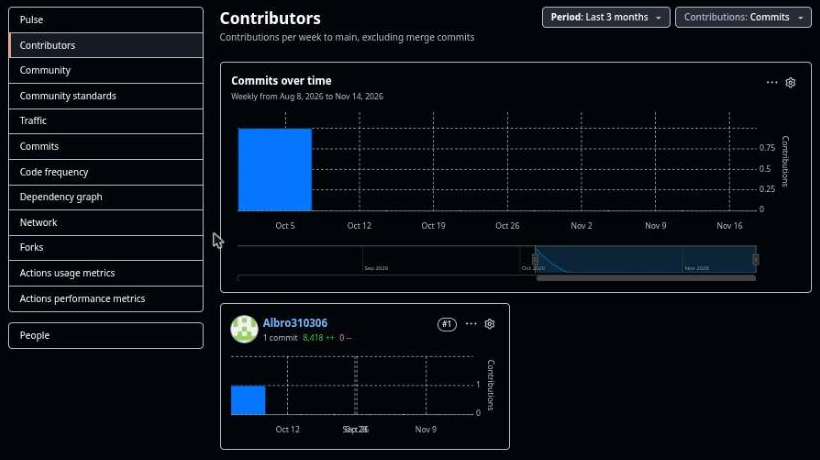 Pulse
Contributors
Community
Community standards
Traffic
Commits
Code frequency
Dependency graph
Network
Forks
Actions usage metrics
Actions performance metrics
People
Contributors
Period: Last 3 months
Contributions: Commits
Contributions per week to main, excluding merge commits
Commits over time
Weekly from Aug 8, 2026 to Nov 14, 2026
0.75
0.5
0.25
0
Contributions
Oct 5 Oct 12 Oct 19 Oct 26 Nov 2 Nov 9 Nov 16
Sep 2026 Oct 2026 Nov 2026
Albro310306
#1
1 commit 8,418 ++ 0 --
1
0
Contributions
Oct 12 Nov 9